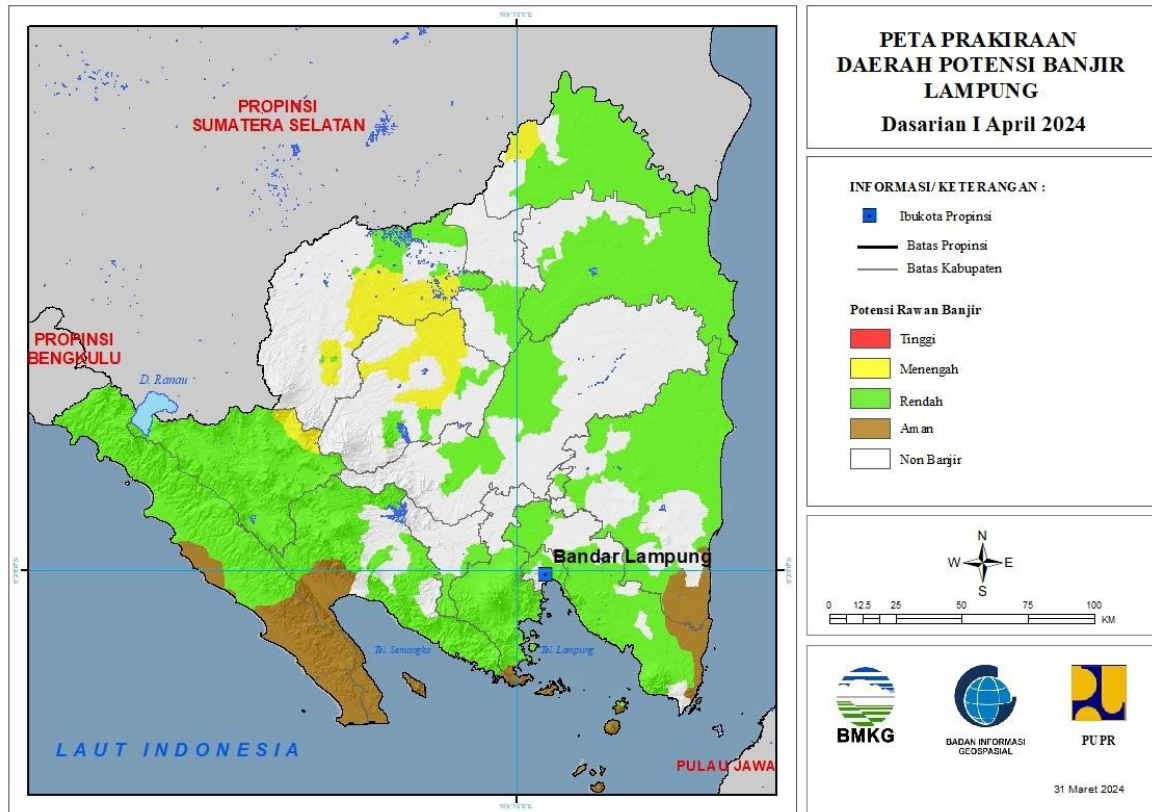 PETA PRAKIRAAN
DAERAH POTENSI BANJIR
LAMPUNG
Dasarian I April 2024
INFORMASI/ KETERANGAN :
Ibukota Propinsi
Batas Propinsi
Batas Kabupaten
Potensi Rawan Banjir
Tinggi
Menengah
Rendah
Aman
Non Banjir
N
W E
S
0 12.5 25 50 75 100
KM
BMKG
BADAN INFORMASI
GEOSPASIAL
PUPR
31 Maret 2024
PROPINSI
SUMATERA SELATAN
PROPINSI
BENGKULU
D. Ranau
Bandar Lampung
Tel. Semangka
Tel. Lampung
LAUT INDONESIA
PULAU JAWA